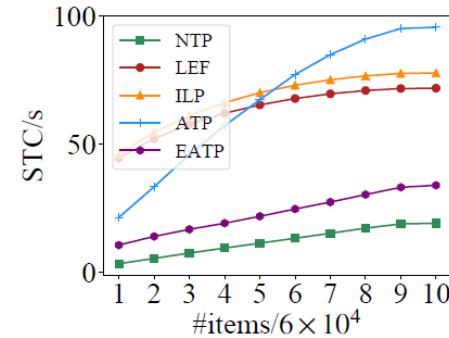 100
50
0
STC/s
NTP
LEF
ILP
ATP
EATP
1 2 3 4 5 6 7 8 9 10
#items/6×10⁴